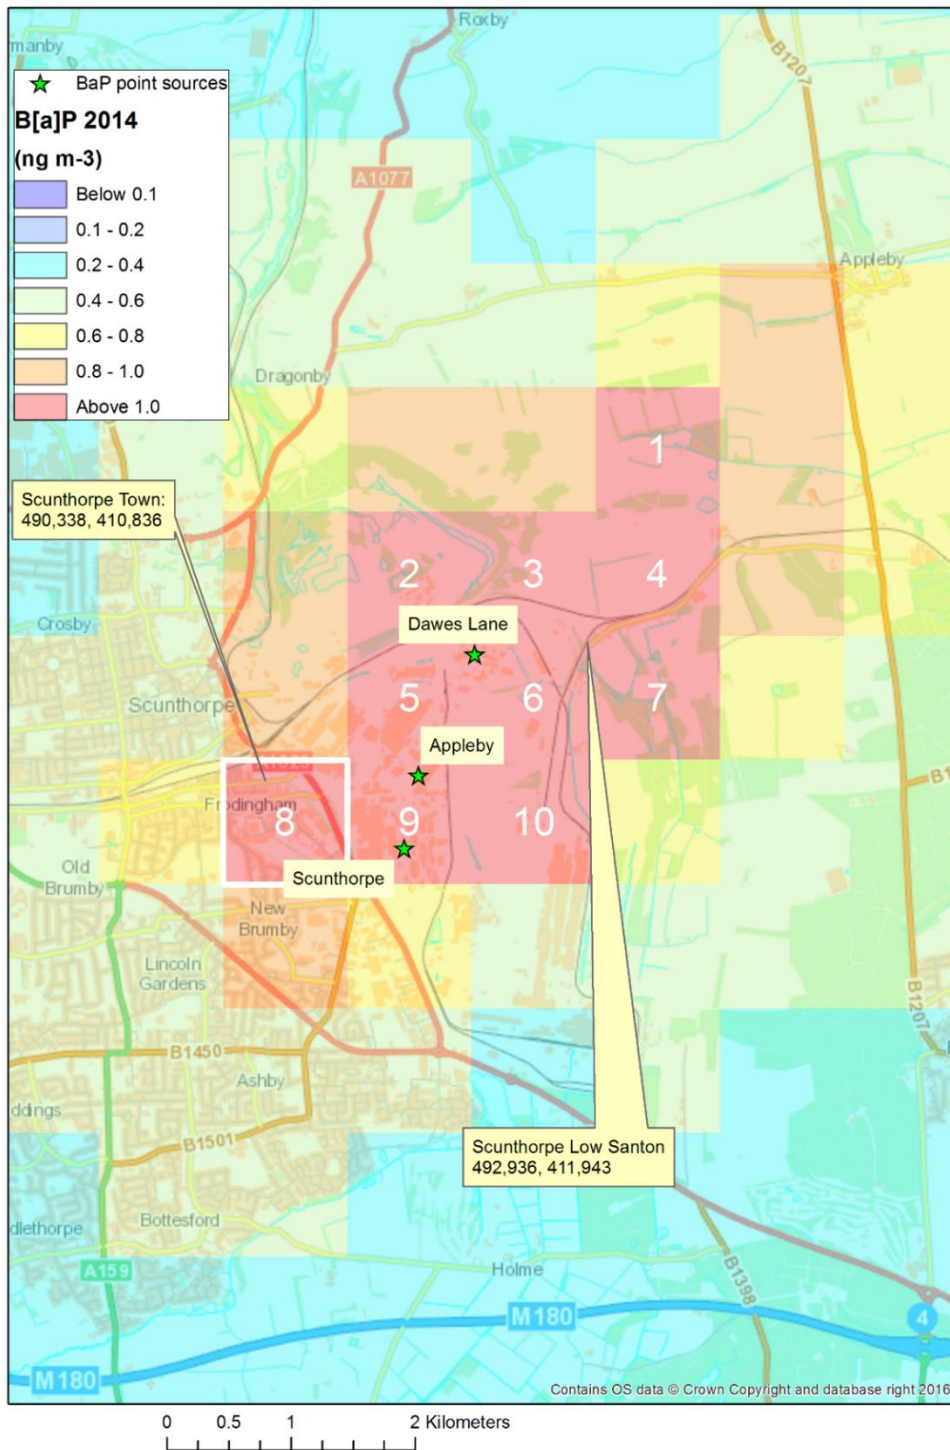 Roxby
manby
B1207
BaP point sources
B[a]P 2014
(ng m-3)
Below 0.1
0.1 - 0.2
0.2 - 0.4
0.4 - 0.6
0.6 - 0.8
0.8 - 1.0
Above 1.0
A1077
Appleby
Dragonby
1
Scunthorpe Town:
490,338, 410,836
2
3
4
Crosby
Dawes Lane
Scunthorpe
5
6
7
Appleby
Frodingham
8
9
10
Old
Brumby
Scunthorpe
New
Brumby
Lincoln
Gardens
B1207
B1450
Ashby
ddings
B1501
Scunthorpe Low Santon
492,936, 411,943
dlethorpe
Bottesford
A159
Holme
B1398
M180
4
M180
Contains OS data © Crown Copyright and database right 2016
0 0.5 1 2 Kilometers